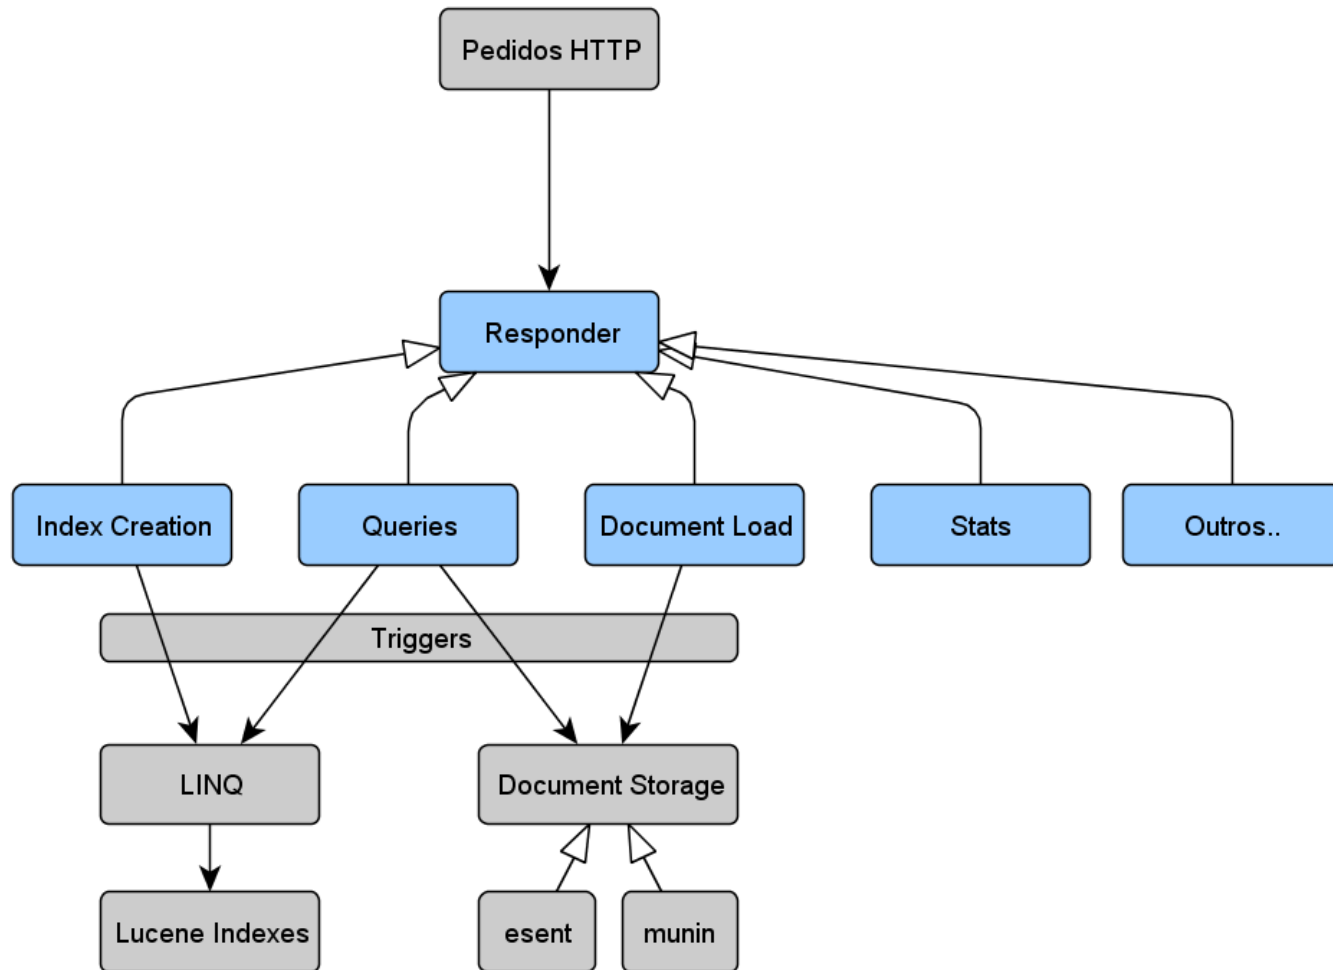 Pedidos HTTP
Responder
Index Creation
Queries
Document Load
Stats
Outros..
Triggers
LINQ
Document Storage
Lucene Indexes
esent
munin